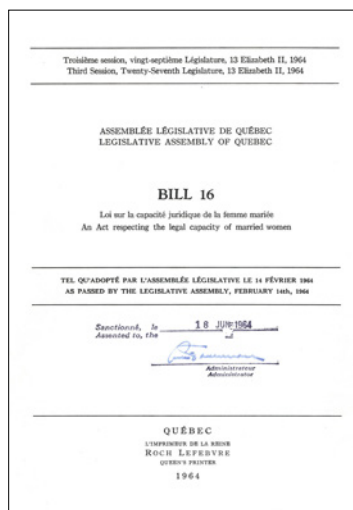 Troisième session, vingt-septième Législature, 13 Elizabeth II, 1964
Third Session, Twenty-Seventh Legislature, 13 Elizabeth II, 1964
ASSEMBLÉE LÉGISLATIVE DE QUÉBEC
LEGISLATIVE ASSEMBLY OF QUEBEC
BILL 16
Loi sur la capacité juridique de la femme mariée
An Act respecting the legal capacity of married women
TEL QU'ADOPTÉ PAR L'ASSEMBLÉE LÉGISLATIVE LE 14 FÉVRIER 1964
AS PASSED BY THE LEGISLATIVE ASSEMBLY, FEBRUARY 14th, 1964
Sanctionné, le 18 JUN 1964
Assented to, the
Administrateur
Administrator
QUÉBEC
L'IMPRIMEUR DE LA REINE
ROCH LEFEBVRE
QUEEN'S PRINTER
1964